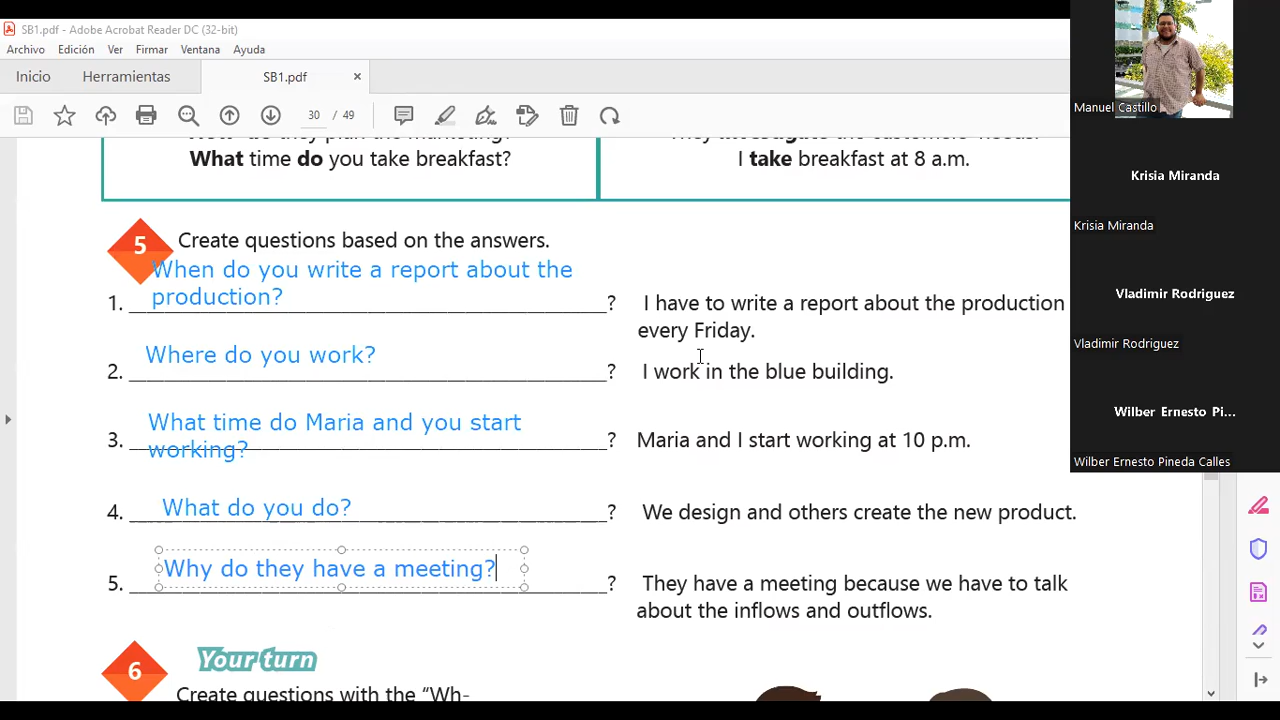 SB1.pdf - Adobe Acrobat Reader DC (32-bit)
Archivo Edición Ver Firmar Ventana Ayuda
Inicio Herramientas SB1.pdf ×
30 / 49
What time do you take breakfast?
I take breakfast at 8 a.m.
5 Create questions based on the answers.
When do you write a report about the
production?
1. ? I have to write a report about the production
every Friday.
Where do you work?
2. ? I work in the blue building.
What time do Maria and you start
working?
3. ? Maria and I start working at 10 p.m.
What do you do?
4. ? We design and others create the new product.
Why do they have a meeting?
5. ? They have a meeting because we have to talk
about the inflows and outflows.
6 Your turn
Create questions with the “Wh-
Manuel Castillo
Krisia Miranda
Krisia Miranda
Vladimir Rodriguez
Vladimir Rodriguez
Wilber Ernesto Pi...
Wilber Ernesto Pineda Calles